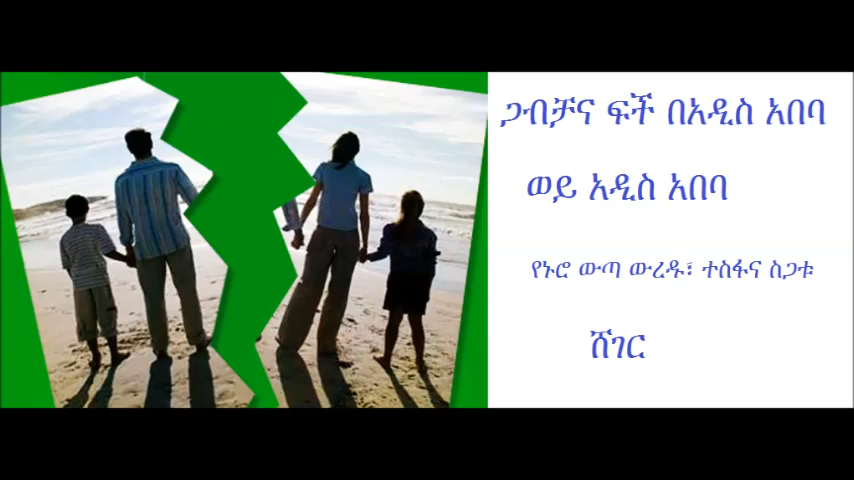 ጋብቻና ፍች በአዲስ አበባ
ወይ አዲስ አበባ
የኑሮ ውጣ ውረዱ፣ ተስፋና ስጋቱ
ሸገር